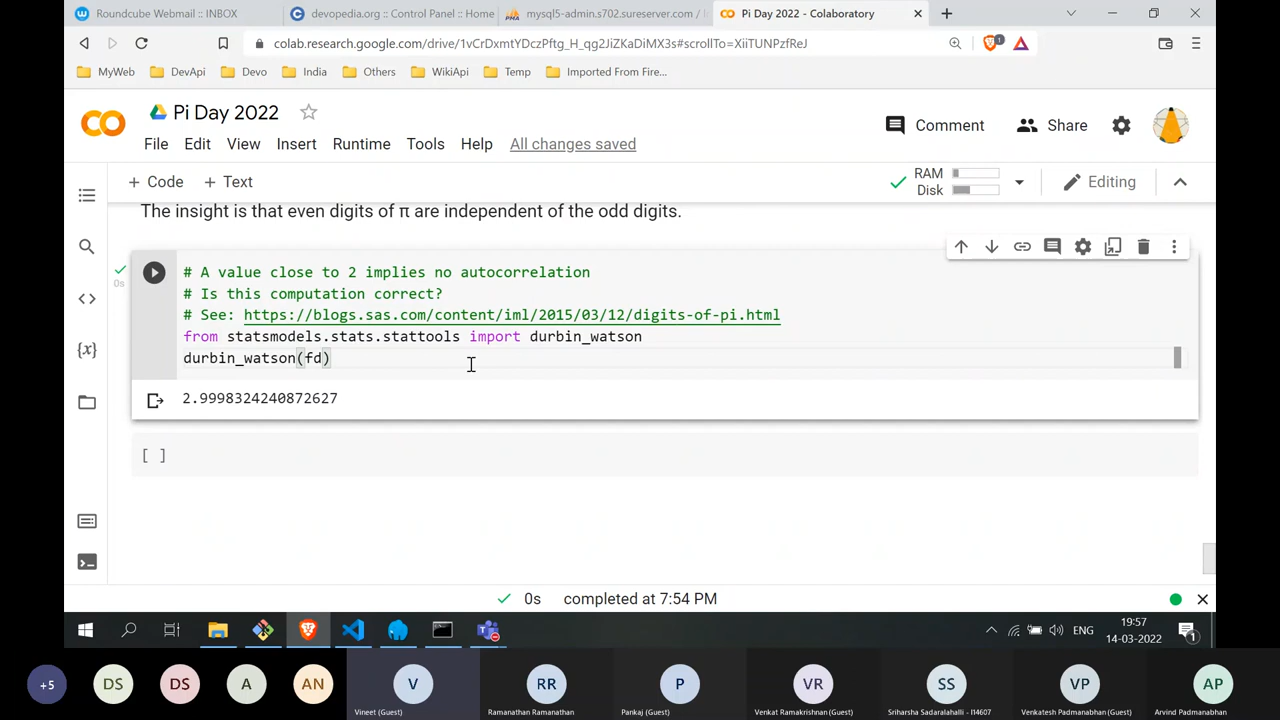 Roundcube Webmail :: INBOX
devopedia.org :: Control Panel :: Home
mysql5-admin.s702.sureserver.com /
Pi Day 2022 - Colaboratory
colab.research.google.com/drive/1vCrDxmtYDczPftg_H_qg2JiZKaDiMX3s#scrollTo=XiiTUNPzfReJ
1
MyWeb
DevApi
Devo
India
Others
WikiApi
Temp
Imported From Fire...
Pi Day 2022
Comment
Share
File Edit View Insert Runtime Tools Help All changes saved
+ Code + Text
RAM
Disk
Editing
The insight is that even digits of π are independent of the odd digits.
0s
# A value close to 2 implies no autocorrelation
# Is this computation correct?
# See: https://blogs.sas.com/content/iml/2015/03/12/digits-of-pi.html
from statsmodels.stats.stattools import durbin_watson
durbin_watson(fd)
2.9998324240872627
[ ]
0s completed at 7:54 PM
ENG
19:57
14-03-2022
1
+5
DS
DS
A
AN
V
RR
P
VR
SS
VP
AP
Vineet (Guest)
Ramanathan Ramanathan
Pankaj (Guest)
Venkat Ramakrishnan (Guest)
Sriharsha Sadaralahalli - I14607
Venkatesh Padmanabhan (Guest)
Arvind Padmanabhan